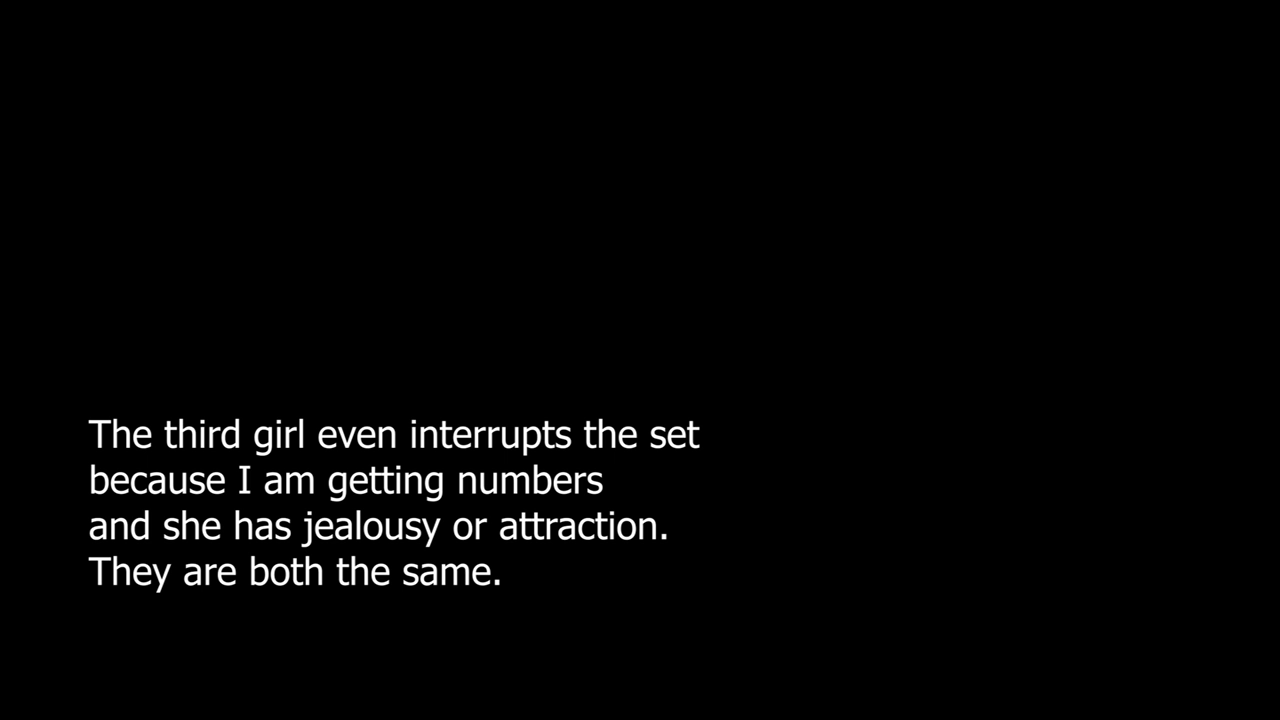 The third girl even interrupts the set
because I am getting numbers
and she has jealousy or attraction.
They are both the same.